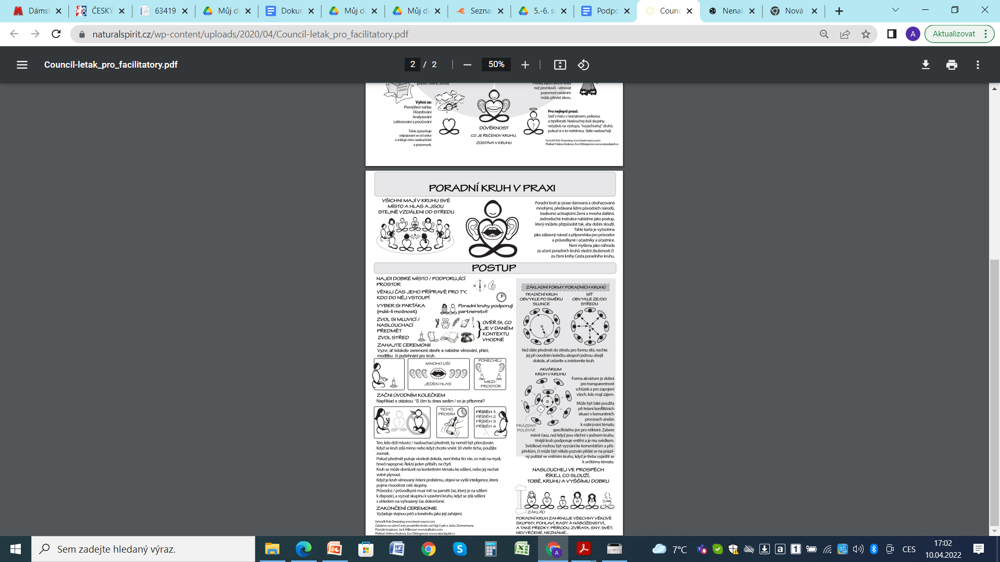 Dáms
ČESKÝ
63419
Můj di
Dokur
Můj di
Můj di
Seznar
5.-6. s
Podpo
Counc
Nenal
Nová
naturalspirit.cz/wp-content/uploads/2020/04/Council-letak_pro_facilitatory.pdf
A
Aktualizovat
Council-letak_pro_facilitatory.pdf
2 / 2
50%
příběh celého života!
Vyhni se:
Přemýšlení nahlas
Filozofování
Analyzování
Lektorování a poučování
Tohle způsobuje
odpojování se od srdce
a snižuje míru naslouchání
a pozornosti.
DŮVĚRNOST
CO JE ŘEČENO V KRUHU,
ZŮSTÁVÁ V KRUHU
Počkej aspoň jedno kolo,
než promluvíš - věnovat
pozornost ostatním
může přinést úlevu.
Pro nejlepší praxi:
Seď v míru s neznámem, pokorou
a trpělivostí. Naslouchej duši skupiny,
ne(zá)vis na výstupu, "nezachraňuj" druhé,
pokud si o to neřeknou. Stále naslouchej!
Vytvořil: Rob Dreaming www.heart-source.com
Překlad: Helena Kosková, Eva Dittingerová www.naturalspirit.cz
PORADNÍ KRUH V PRAXI
VŠICHNI MAJÍ V KRUHU SVÉ
MÍSTO A HLAS A JSOU
STEJNĚ VZDÁLENI OD STŘEDU
Poradní kruh je praxe darovaná a obohacovaná
mnohými, předávaná lidmi původních národů,
tradicemi uctívajícími Zemi a mnoha dalšími.
Jednoduché instrukce nabízíme jako postup,
který můžete přizpůsobit tak, aby dobře sloužil.
Tahle karta je vytvořena
jako zábavný návod a připomínka pro průvodce
a průvodkyně i účastníky a účastnice.
Není myšlena jako náhrada
za učení poradních kruhů vlastní zkušeností či
za čtení knihy Cesta poradního kruhu.
POSTUP
NAJDI DOBRÉ MÍSTO / PODPORUJÍCÍ
PROSTOR
VĚNUJ ČAS JEHO PŘÍPRAVĚ PRO TY,
KDO DO NĚJ VSTOUPÍ
VYBER SI PARŤÁKA
(máš-li možnost)
Poradní kruhy podporují
partnerství!
ZVOL SI MLUVICÍ /
NASLOUCHACÍ
PŘEDMĚT
ZVOL STŘED
OVĚŘ SI, CO
JE V DANÉM
KONTEXTU
VHODNÉ
ZAHAJTE CEREMONII
Vyzvi, ať kdokoliv ceremonii otevře a nabídne věnování, přání,
modlitbu či požehnání pro kruh.
MNOHO UŠÍ
JEDEN HLAS
PONECHEJ
MEZI-
PROSTOR
ZAČNI ÚVODNÍM KOLEČKEM
Například s otázkou: "S čím tu dnes sedím / co je přítomné?
TICHO,
PROSÍM
PŘÍBĚH 1
PŘÍBĚH 2
PŘÍBĚH 3
PŘÍBĚH 4
Ten, kdo drží mluvící / naslouchací předmět, by neměl být přerušován.
Když se kruh zdá mimo nebo když chcete vnést 30 vteřin ticha, použijte
zvonek.
Pokud předmět putuje vícekrát dokola, není třeba říci vše, co máš na mysli,
hned napoprvé. Řekni jeden příběh, ne čtyři.
Kruh se může domluvit na konkrétním tématu ke sdílení, nebo jej nechat
volně plynout.
Když je kruh věnovaný řešení problému, objeví se vyšší inteligence, která
pojme moudrost celé skupiny.
Průvodce / průvodkyně musí mít na paměti čas, který je na sdílení
k dispozici, a vyzvat skupinu k uzavření kruhu, když se zdá sdílení
s ohledem na vyhrazený čas dokončené.
ZAKONČENÍ CEREMONIE
Vyžaduje stejnou péči a kreativitu jako její zahájení.
Vytvořil: Rob Dreaming www.heart-source.com
Založeno na učení Cesty poradního kruhu od Gigi Coyle a Jacka Zimmermana
Původní inspirace: Jock Millenson www.kalikalos.com
Překlad: Helena Kosková, Eva Dittingerová www.naturalspirit.cz
ZÁKLADNÍ FORMY PORADNÍCH KRUHŮ
TRADIČNÍ KRUH
OBVYKLE PO SMĚRU
SLUNCE
SÍŤ
OBVYKLE ZE/DO
STŘEDU
Než dáte předmět do středu pro formu sítě, nechte
jej při úvodním kolečku alespoň jednou obejít
dokola, ať ustavíte a zvědomíte kruh.
AKVÁRIUM
KRUH V KRUHU
Forma akvárium je dobrá
pro transparentnost
schůzek a pro zapojení
všech, kdo mají zájem.
Může být také použita
při řešení konfliktních
situací v komunitních
procesech anebo
k rozkrývání tématu
PRÁZDNÝ
POLŠTÁŘ
specifického jen pro některé. Zabere
méně času, než když jsou všichni v jednom kruhu.
Vnější kruh podporuje vnitřní a je mu svědkem.
Svědkové mohou být vyzváni ke komentářům a přís-
pěvkům, či může být někdo pozván přidat se na prázd-
ný polštář ve vnitřním kruhu, když je třeba vyjádřit se
k určitému tématu.
NASLOUCHEJ VE PROSPĚCH
ŘÍKEJ, CO SLOUŽÍ,
TOBĚ, KRUHU A VYŠŠÍMU DOBRU
ZÁKLAD
PORADNÍ KRUH ZAHRNUJE VŠECHNY VĚKOVÉ
SKUPINY, POHLAVÍ, RASY A NÁBOŽENSTVÍ,,
A TAKÉ PŘEDKY, PŘÍRODU, ZVÍŘATA, SNY, SVĚT,
NEVYŘČENÉ, NEZNÁMÉ...
Sem zadejte hledaný výraz.
7°C
CES
17:02
10.04.2022